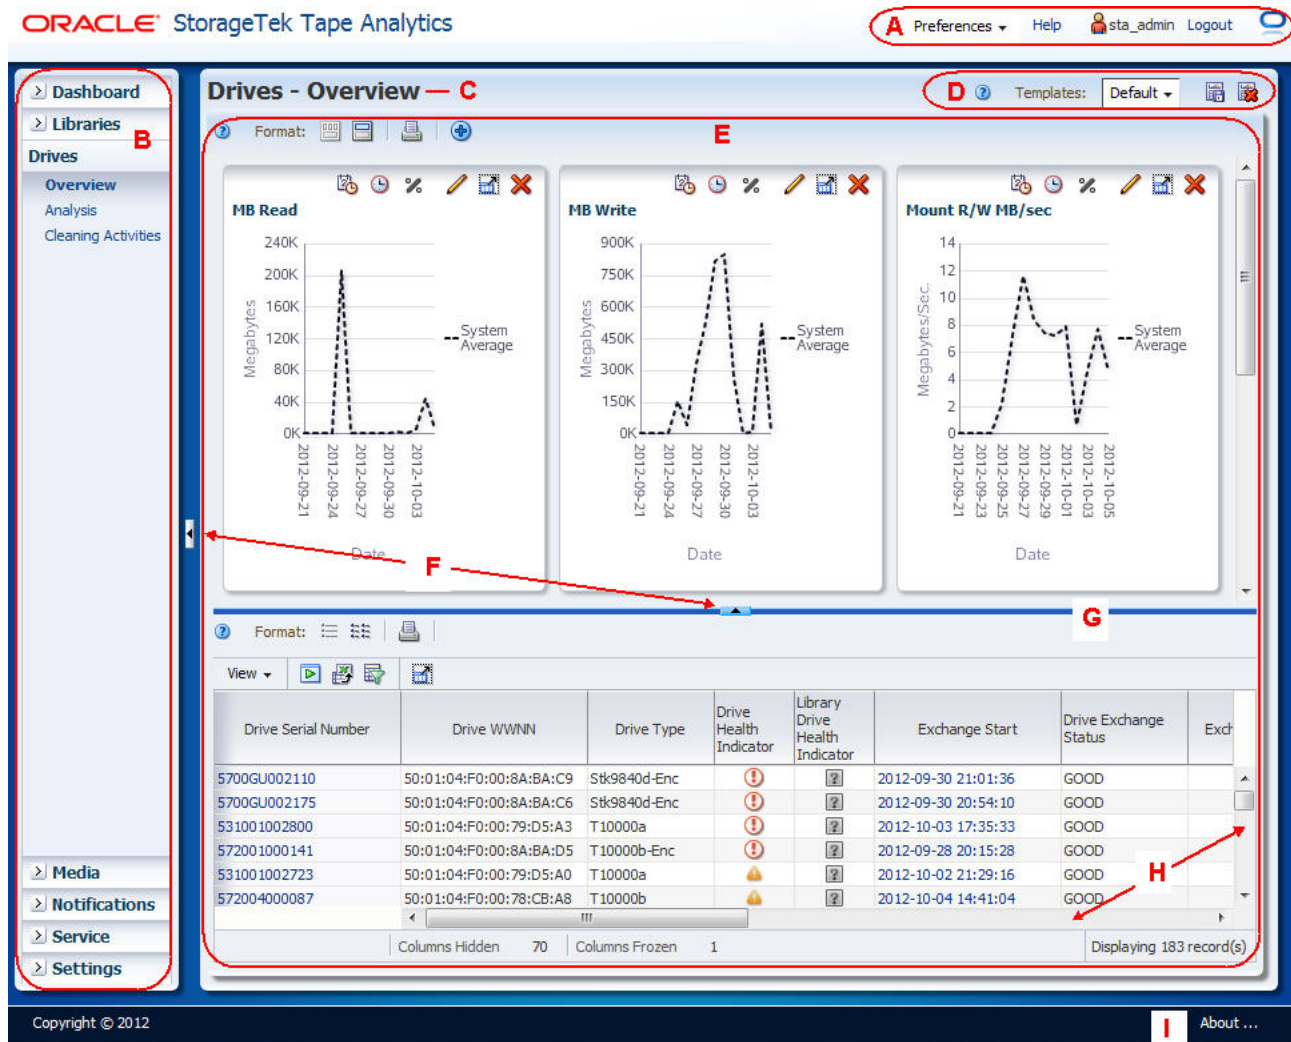 ORACLE StorageTek Tape Analytics
A Preferences Help sta_admin Logout
Dashboard
Libraries
B
Drives
Overview
Analysis
Cleaning Activities
Media
Notifications
Service
Settings
Drives - Overview C
D Templates: Default
Format:
E
MB Read
240K
200K
160K
120K
80K
40K
0K
Megabytes
System
Average
2012-09-21
2012-09-24
2012-09-27
2012-09-30
2012-10-03
Date
MB Write
900K
750K
600K
450K
300K
150K
0K
Megabytes
System
Average
2012-09-21
2012-09-24
2012-09-27
2012-09-30
2012-10-03
Date
Mount R/W MB/sec
14
12
10
8
6
4
2
0
Megabytes/Sec.
System
Average
2012-09-21
2012-09-23
2012-09-25
2012-09-27
2012-09-29
2012-10-01
2012-10-03
2012-10-05
Date
F
G
Format:
View
Drive Serial Number Drive WWNN Drive Type Drive Health Indicator Library Drive Health Indicator Exchange Start Drive Exchange Status Exch
5700GU002110 50:01:04:F0:00:8A:BA:C9 Stk9840d-Enc 2012-09-30 21:01:36 GOOD
5700GU002175 50:01:04:F0:00:8A:BA:C6 Stk9840d-Enc 2012-09-30 20:54:10 GOOD
531001002800 50:01:04:F0:00:79:D5:A3 T10000a 2012-10-03 17:35:33 GOOD
572001000141 50:01:04:F0:00:8A:BA:D5 T10000b-Enc 2012-09-28 20:15:28 GOOD
531001002723 50:01:04:F0:00:79:D5:A0 T10000a 2012-10-02 21:29:16 GOOD
572004000087 50:01:04:F0:00:78:CB:A8 T10000b 2012-10-04 14:41:04 GOOD
H
Columns Hidden 70 Columns Frozen 1 Displaying 183 record(s)
Copyright © 2012 I About ...